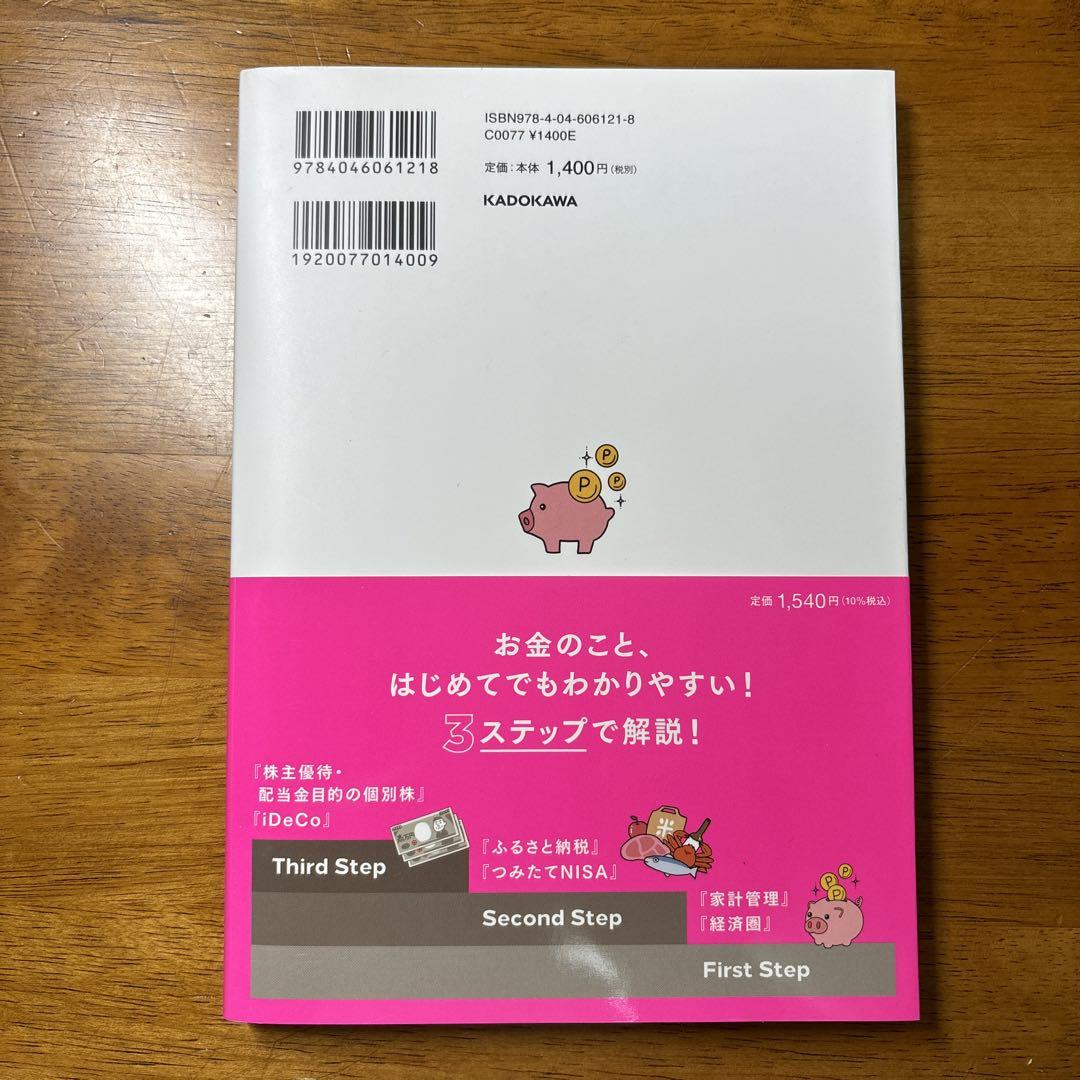 ISBN978-4-04-606121-8
C0077 ¥1400E
9784046061218
定価:本体 1,400円(税別)
KADOKAWA
1920077014009
P
P
P
定価 1,540円(10%税込)
お金のこと、
はじめてでもわかりやすい!
3ステップで解説!
『株主優待・
配当金目的の個別株』
『iDeCo』
Third Step
『ふるさと納税』
『つみたてNISA』
米
Second Step
『家計管理』
『経済圏』
P
P
P
First Step